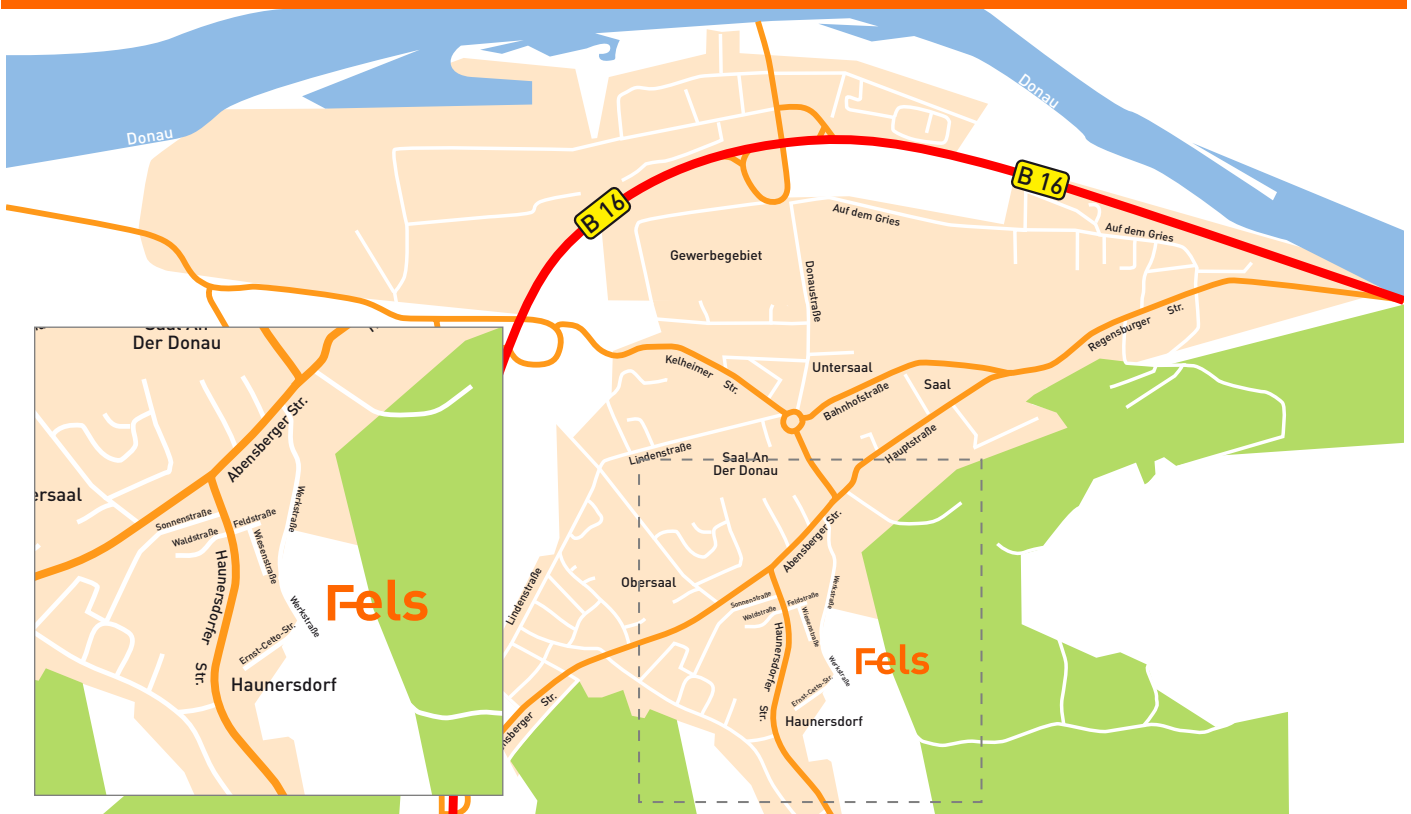 Donau
Donau
B 16
B 16
Auf dem Gries
Auf dem Gries
Gewerbegebiet
Donaustraße
Regensburger Str.
Kelheimer Str.
Untersaal
Bahnhofstraße
Saal
Hauptstraße
Lindenstraße
Saal An
Der Donau
Abensberger Str.
Obersaal
Lindenstraße
Sonnenstraße
Waldstraße
Feldstraße
Wiesenstraße
Werkstraße
Haunersdorfer Str.
Werkstraße
Ernst-Cetto-Str.
Fels
Haunersdorf
nsberger Str.
Saal An
Der Donau
Abensberger Str.
ersaal
Sonnenstraße
Waldstraße
Feldstraße
Wiesenstraße
Werkstraße
Haunersdorfer Str.
Werkstraße
Ernst-Cetto-Str.
Fels
Haunersdorf